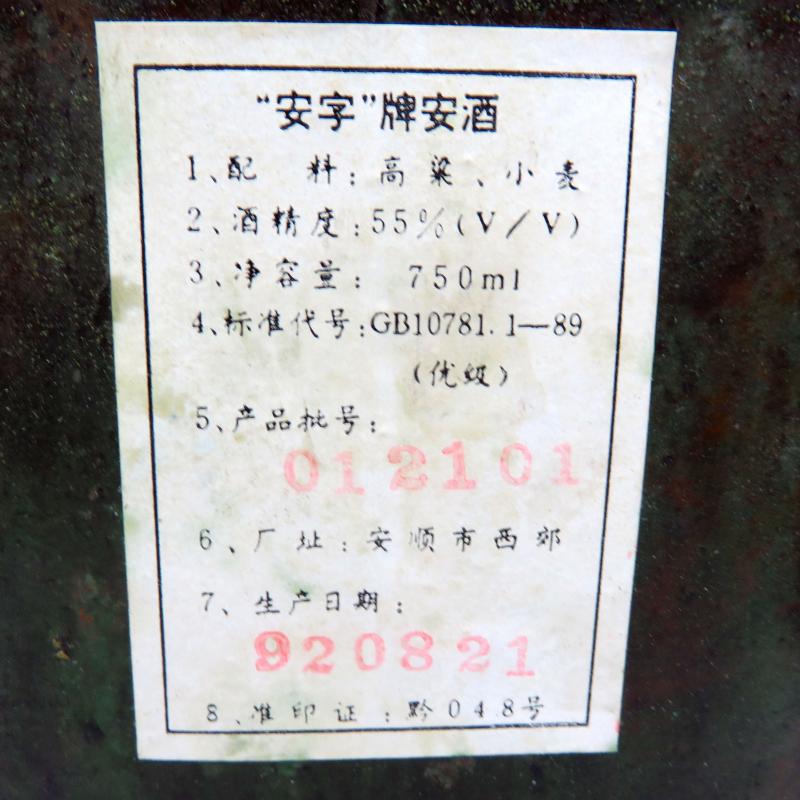 “安字”牌安酒
1、配 料：高粱、小麦
2、酒精度：55%(V/V)
3、净容量： 750ml
4、标准代号：GB10781.1—89
（优级）
5、产品批号：
012101
6、厂址：安顺市西郊
7、生产日期：
920821
8、准印证：黔048号